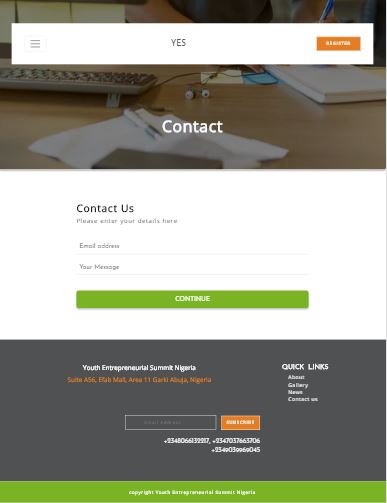 YES
REGISTER
Contact
Contact Us
Please enter your details here
Email address
Your Message
CONTINUE
Youth Entrepreneurial Summit Nigeria
Suite A56, Efab Mall, Area 11 Garki Abuja, Nigeria
QUICK LINKS
About
Gallery
News
Contact us
EMAIL ADDRESS
SUBSCRIBE
+2348066132217, +2347037663706
+2349039969045
copyright Youth Entrepreneurial Summit Nigeria